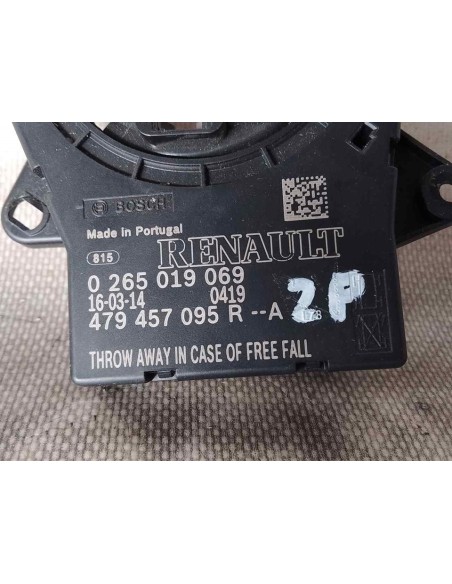 BOSCH
Made in Portugal
815 RENAULT
0 265 019 069
16-03-14 0419
479 457 095 R --A 2P
THROW AWAY IN CASE OF FREE FALL